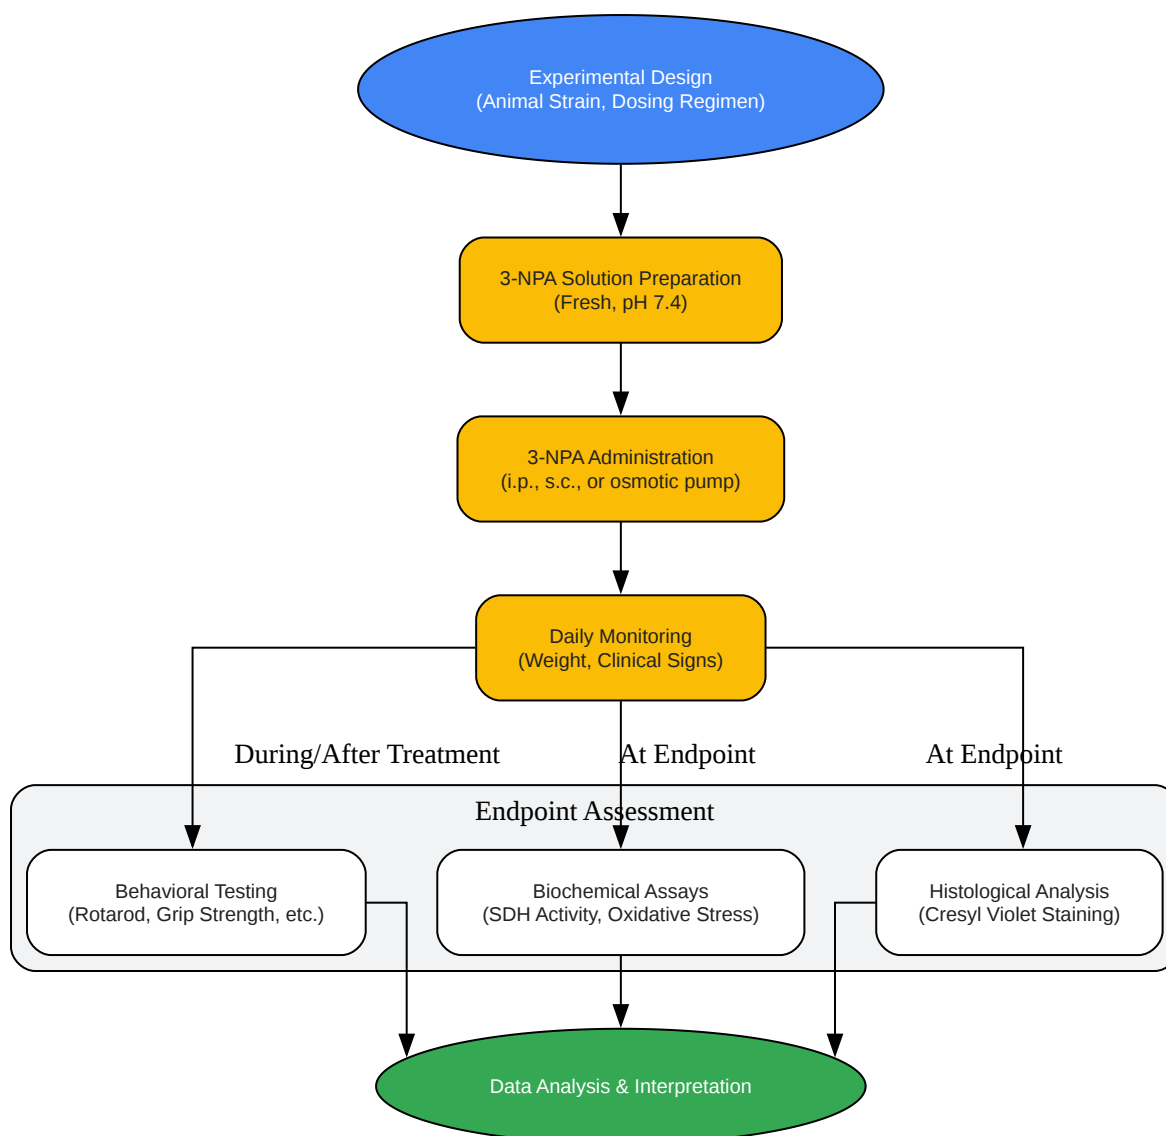 Experimental Design
(Animal Strain, Dosing Regimen)
3-NPA Solution Preparation
(Fresh, pH 7.4)
3-NPA Administration
(i.p., s.c., or osmotic pump)
Daily Monitoring
(Weight, Clinical Signs)
During/After Treatment
At Endpoint
At Endpoint
Endpoint Assessment
Behavioral Testing
(Rotarod, Grip Strength, etc.)
Biochemical Assays
(SDH Activity, Oxidative Stress)
Histological Analysis
(Cresyl Violet Staining)
Data Analysis & Interpretation